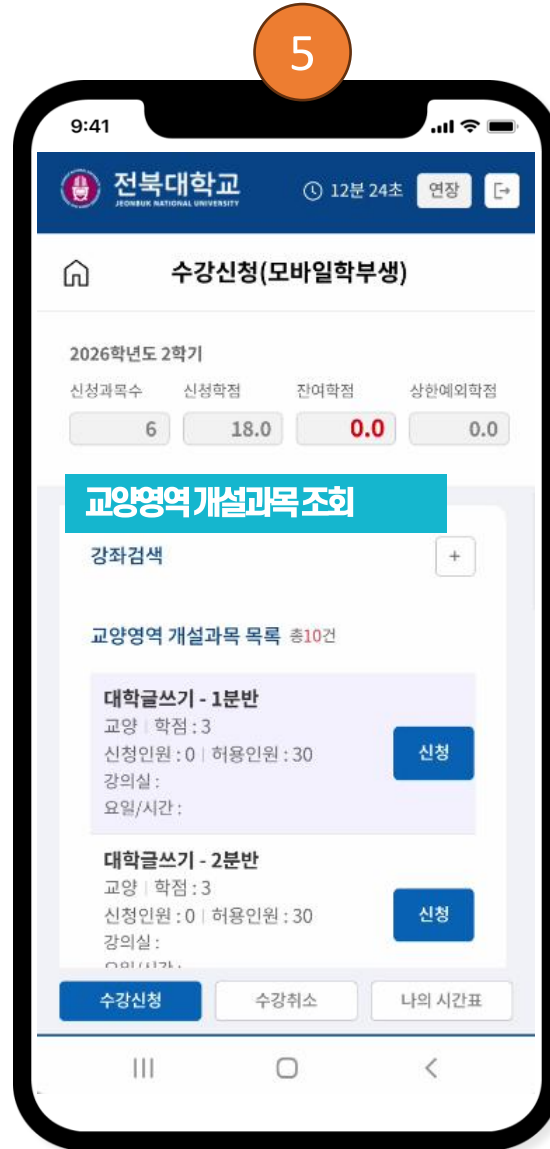 5
9:41
전북대학교
JEONBUK NATIONAL UNIVERSITY
12분 24초 연장
수강신청(모바일학부생)
2026학년도 2학기
신청과목수 신청학점 잔여학점 상한예외학점
6 18.0 0.0 0.0
교양영역 개설과목 조회
강좌검색 +
교양영역 개설과목 목록 총10건
대학글쓰기 - 1분반
교양 | 학점 : 3
신청인원 : 0 | 허용인원 : 30
신청
강의실 :
요일/시간 :
대학글쓰기 - 2분반
교양 | 학점 : 3
신청인원 : 0 | 허용인원 : 30
신청
강의실 :
수강신청 수강취소 나의 시간표